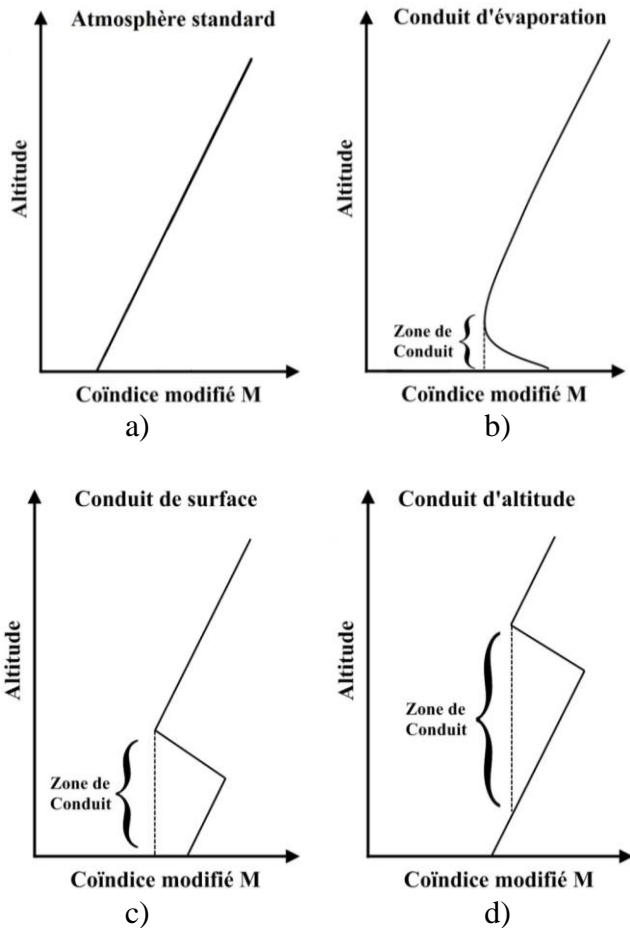 Atmosphère standard
Altitude
Coïndice modifié M
a)
Conduit d'évaporation
Altitude
Zone de
Conduit
Coïndice modifié M
b)
Conduit de surface
Altitude
Zone de
Conduit
Coïndice modifié M
c)
Conduit d'altitude
Altitude
Zone de
Conduit
Coïndice modifié M
d)